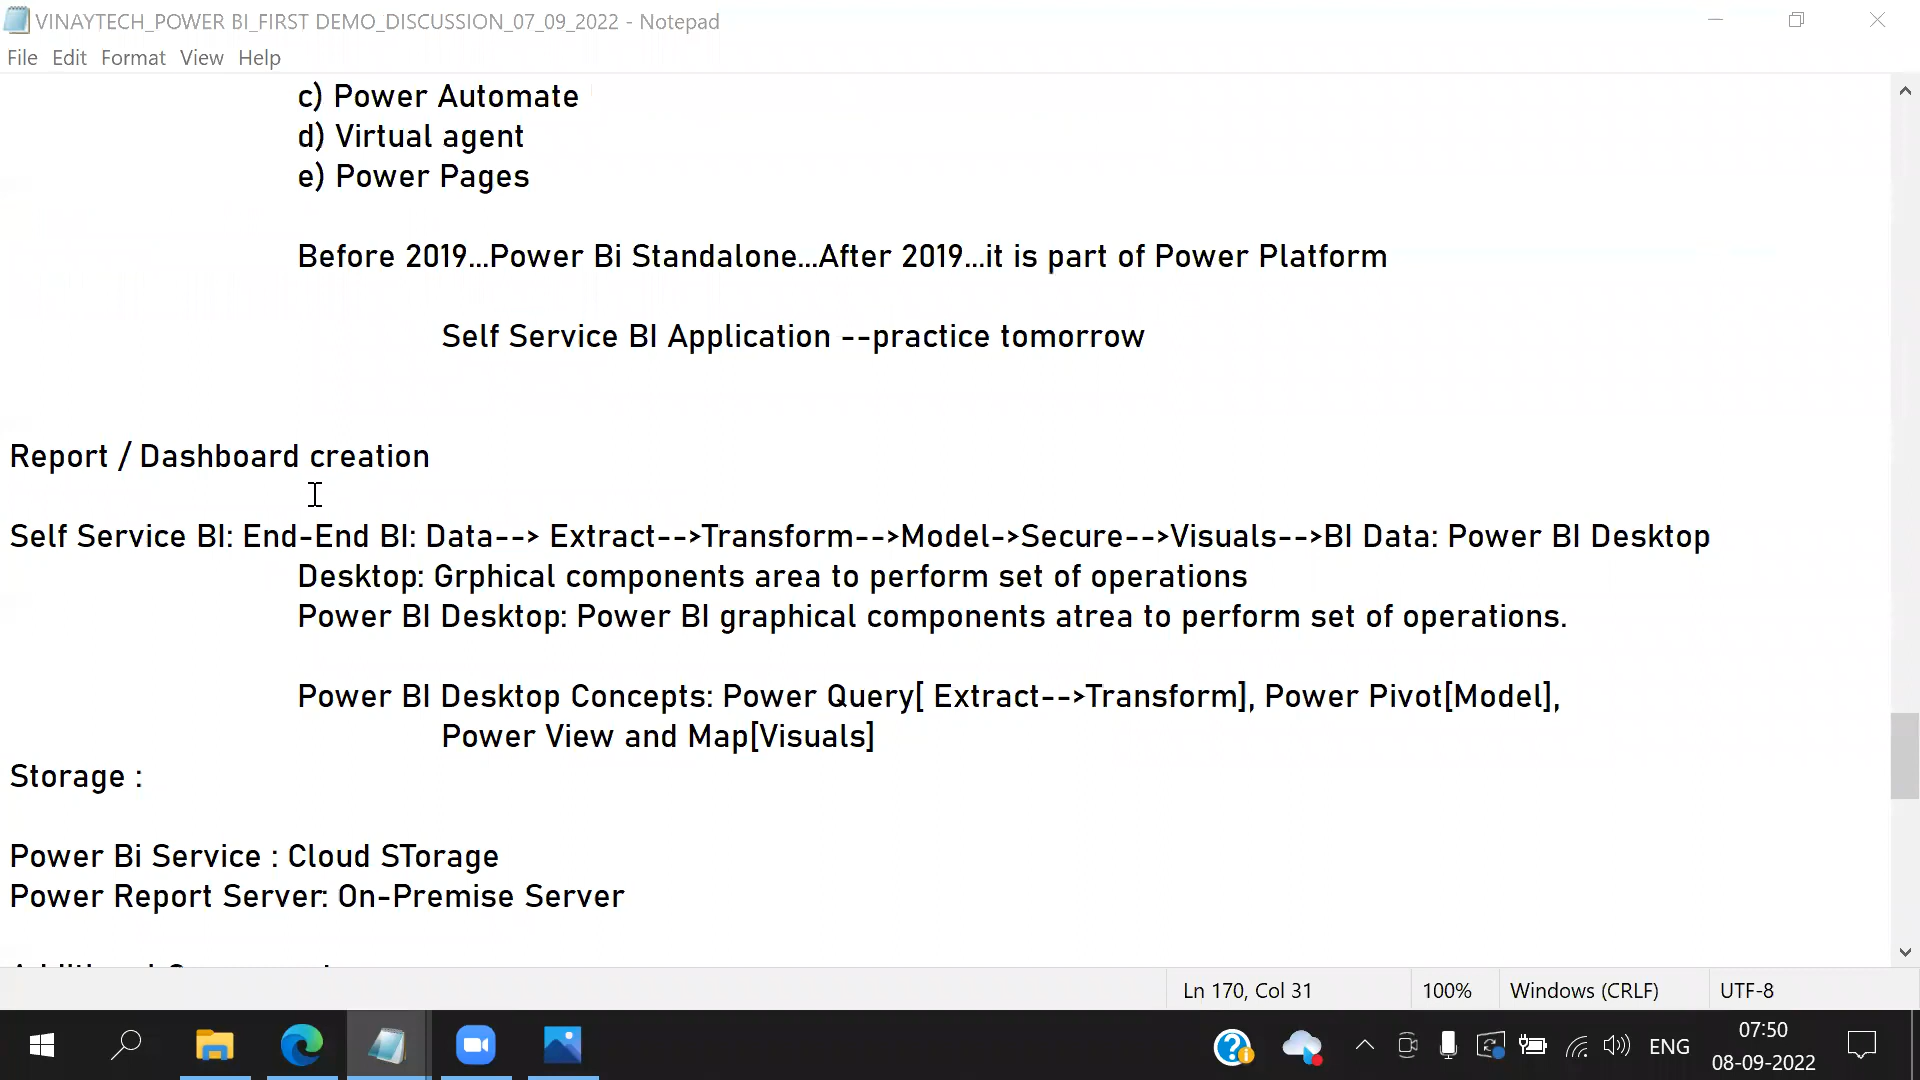 VINAYTECH_POWER BI_FIRST DEMO_DISCUSSION_07_09_2022 - Notepad
File Edit Format View Help
c) Power Automate
d) Virtual agent
e) Power Pages
Before 2019...Power Bi Standalone...After 2019...it is part of Power Platform
Self Service BI Application --practice tomorrow
Report / Dashboard creation
Self Service BI: End-End BI: Data--> Extract-->Transform-->Model->Secure-->Visuals-->BI Data: Power BI Desktop
Desktop: Grphical components area to perform set of operations
Power BI Desktop: Power BI graphical components atrea to perform set of operations.
Power BI Desktop Concepts: Power Query[ Extract-->Transform], Power Pivot[Model],
Power View and Map[Visuals]
Storage :
Power Bi Service : Cloud STorage
Power Report Server: On-Premise Server
Ln 170, Col 31 100% Windows (CRLF) UTF-8
ENG
07:50
08-09-2022